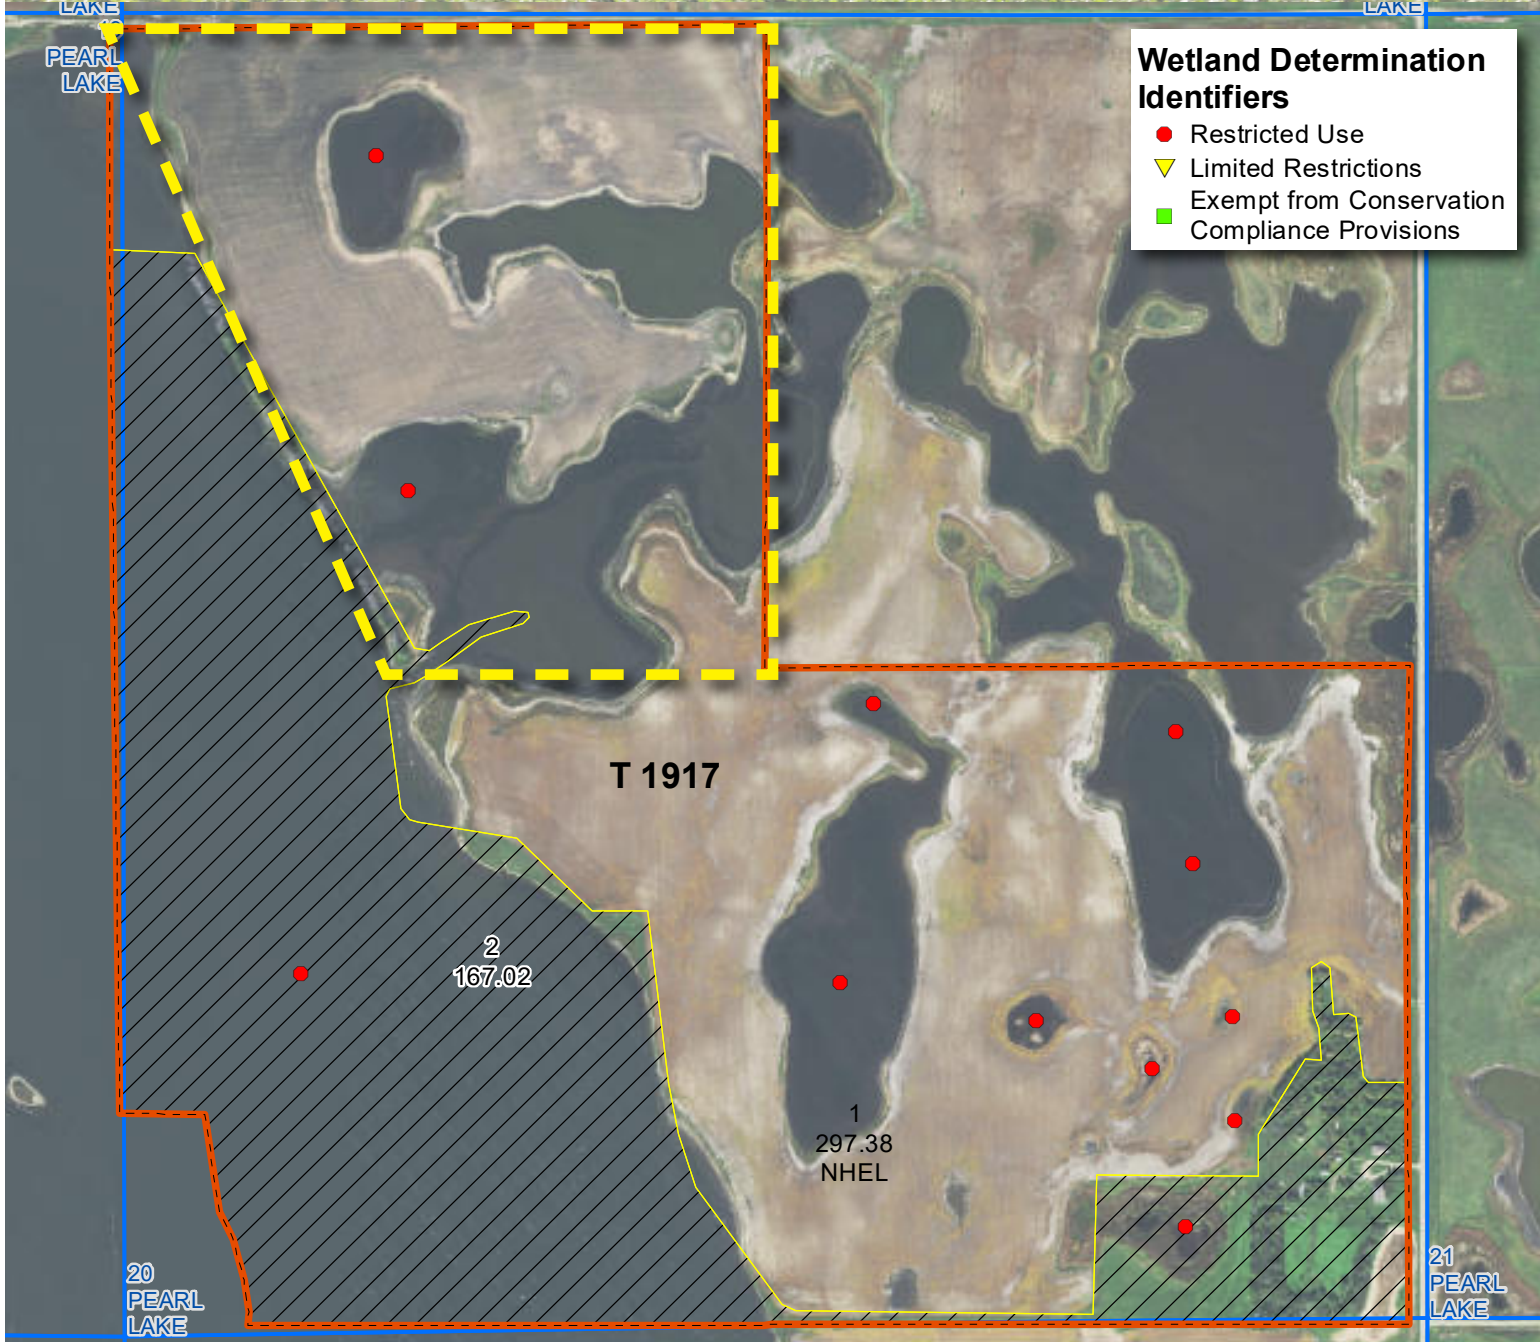 LAKE
LAKE
PEARL
LAKE
Wetland Determination
Identifiers
Restricted Use
Limited Restrictions
Exempt from Conservation
Compliance Provisions
T 1917
2
167.02
1
297.38
NHEL
20
PEARL
LAKE
21
PEARL
LAKE